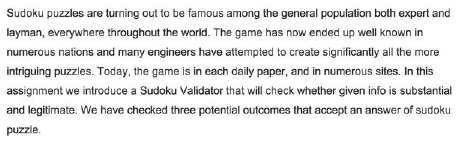 Sudoku puzzles are turning out to be famous among the general population both expert and
layman, everywhere throughout the world. The game has now ended up well known in
numerous nations and many engineers have attempted to create significantly all the more
intriguing puzzles. Today, the game is in each daily paper, and in numerous sites. In this
assignment we introduce a Sudoku Validator that will check whether given info is substantial
and legitimate. We have checked three potential outcomes that accept an answer of sudoku
puzzle.